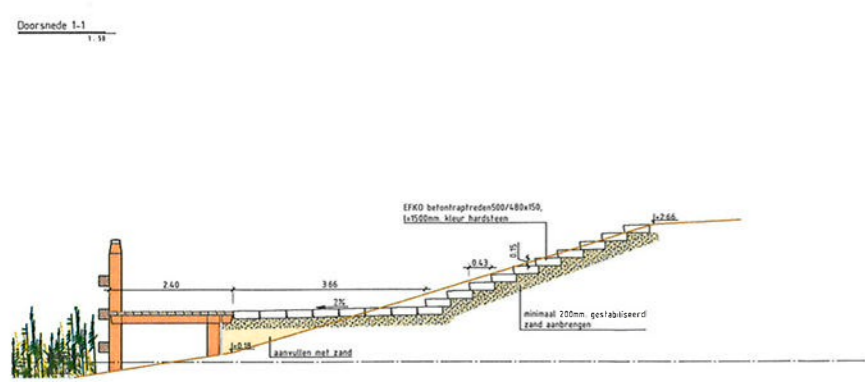 Doorsnede 1-1
1:50
EFKO betontraptreden500/480x150,
l=1500mm. kleur hardsteen
l=2.66
0.15
0.43
2.40
3.66
2%
minimaal 200mm. gestabiliseerd
zand aanbrengen
l=0.18
aanvullen met zand